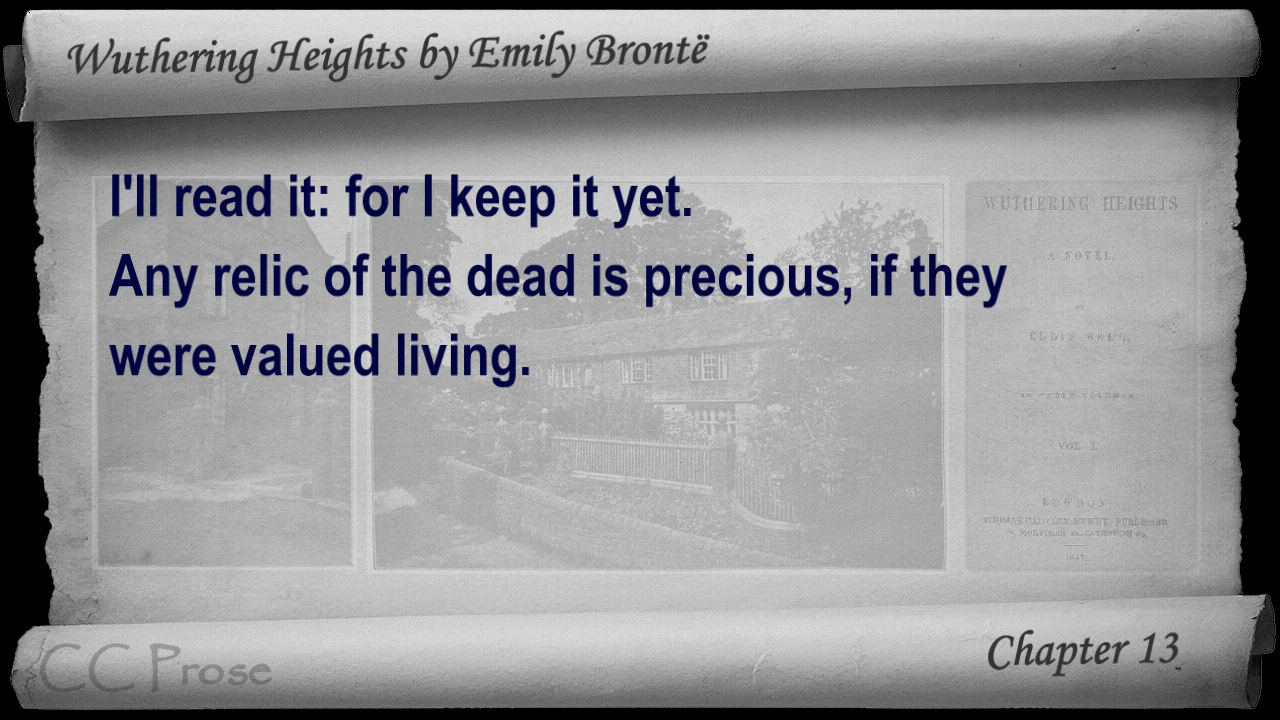 Wuthering Heights by Emily Brontë
I'll read it: for I keep it yet.
Any relic of the dead is precious, if they
were valued living.
WUTHERING HEIGHTS
A NOVEL,
VOL. I.
LONDON:
1847.
CC Prose
Chapter 13